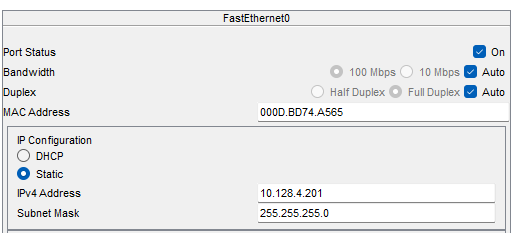 FastEthernet0
Port Status On
Bandwidth 100 Mbps 10 Mbps Auto
Duplex Half Duplex Full Duplex Auto
MAC Address 000D.BD74.A565
IP Configuration
DHCP
Static
IPv4 Address 10.128.4.201
Subnet Mask 255.255.255.0